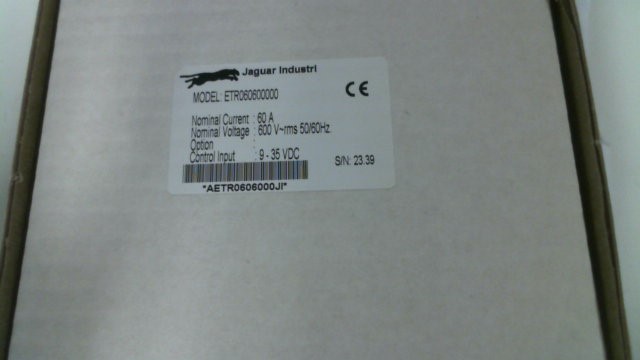 Jaguar Industri
MODEL: ETR060600000
CE
Nominal Current : 60 A
Nominal Voltage : 600 V~rms 50/60Hz
Option :
Control Input : 9 - 35 VDC
S/N: 23.39
"AETR0606000JI"